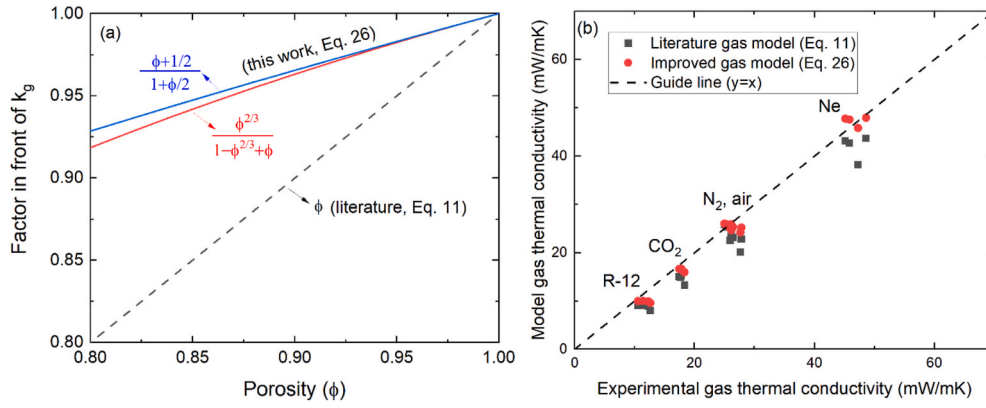 (a)
(this work, Eq. 26)
ϕ+1/2
1+ϕ/2
ϕ^2/3
1−ϕ^2/3+ϕ
ϕ (literature, Eq. 11)
Factor in front of k_g
1.00
0.95
0.90
0.85
0.80
0.80 0.85 0.90 0.95 1.00
Porosity (ϕ)
(b)
Literature gas model (Eq. 11)
Improved gas model (Eq. 26)
Guide line (y=x)
Ne
N₂, air
CO₂
R-12
Model gas thermal conductivity (mW/mK)
60
40
20
0
0 20 40 60
Experimental gas thermal conductivity (mW/mK)